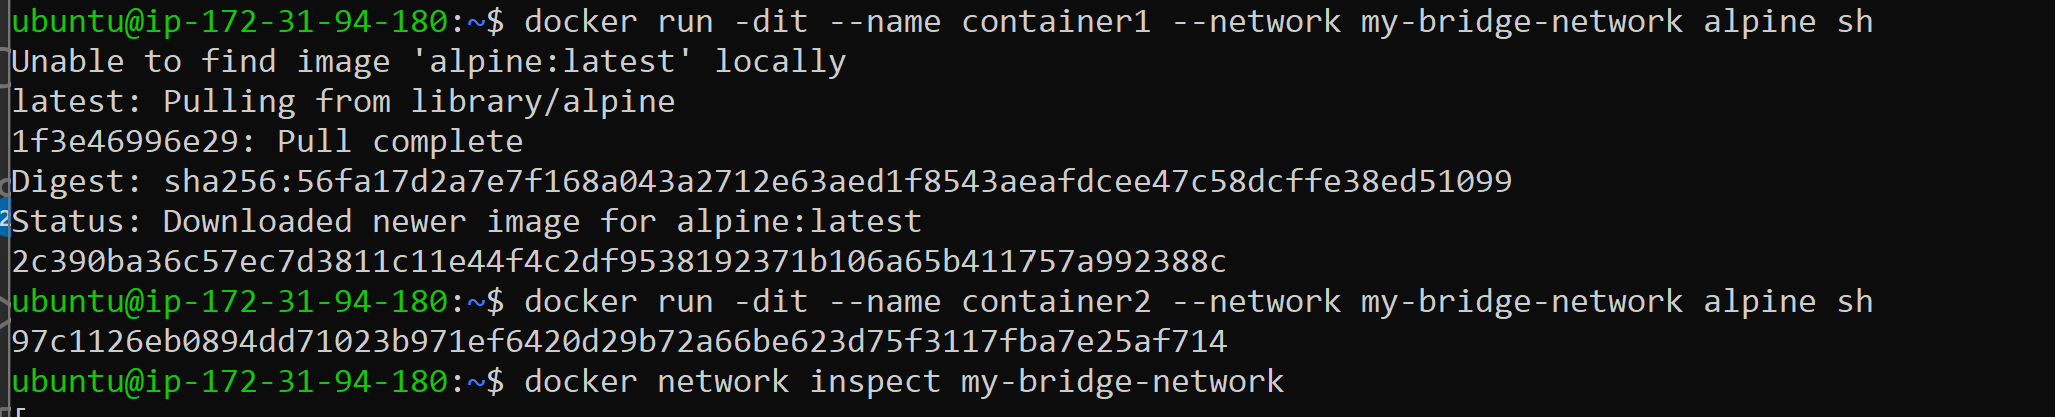 ubuntu@ip-172-31-94-180:~$ docker run -dit --name container1 --network my-bridge-network alpine sh
Unable to find image 'alpine:latest' locally
latest: Pulling from library/alpine
1f3e46996e29: Pull complete
Digest: sha256:56fa17d2a7e7f168a043a2712e63aed1f8543aeafdcee47c58dcffe38ed51099
Status: Downloaded newer image for alpine:latest
2c390ba36c57ec7d3811c11e44f4c2df9538192371b106a65b411757a992388c
ubuntu@ip-172-31-94-180:~$ docker run -dit --name container2 --network my-bridge-network alpine sh
97c1126eb0894dd71023b971ef6420d29b72a66be623d75f3117fba7e25af714
ubuntu@ip-172-31-94-180:~$ docker network inspect my-bridge-network
[